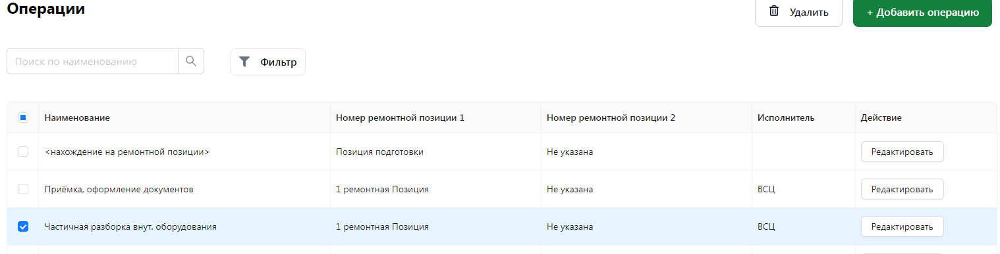 Операции
Удалить
+ Добавить операцию
Поиск по наименованию
Фильтр
Наименование Номер ремонтной позиции 1 Номер ремонтной позиции 2 Исполнитель Действие
<нахождение на ремонтной позиции> Позиция подготовки Не указана Редактировать
Приёмка, оформление документов 1 ремонтная Позиция Не указана ВСЦ Редактировать
Частичная разборка внут. оборудования 1 ремонтная Позиция Не указана ВСЦ Редактировать